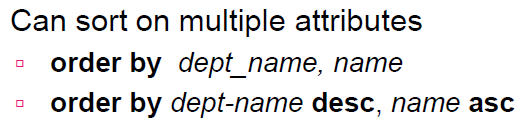 Can sort on multiple attributes
▫ order by dept_name, name
▫ order by dept-name desc, name asc